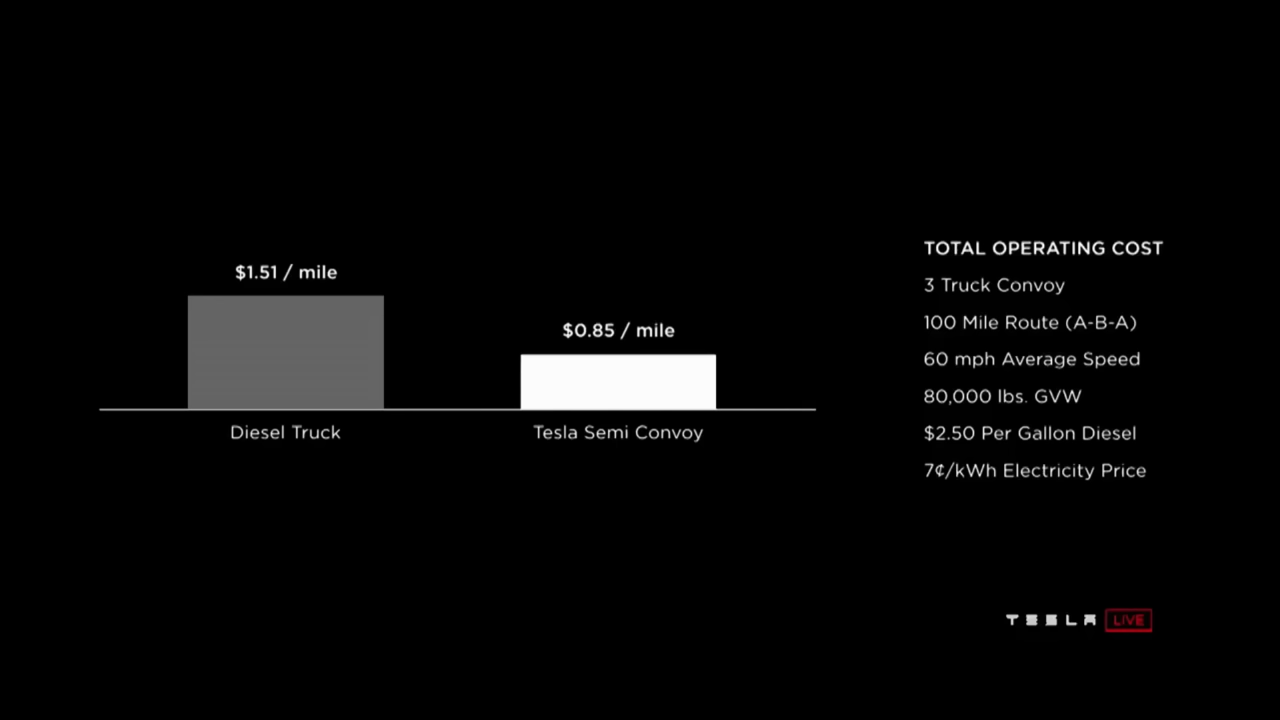 $1.51 / mile
$0.85 / mile
Diesel Truck
Tesla Semi Convoy
TOTAL OPERATING COST
3 Truck Convoy
100 Mile Route (A-B-A)
60 mph Average Speed
80,000 lbs. GVW
$2.50 Per Gallon Diesel
7¢/kWh Electricity Price
TESLA LIVE